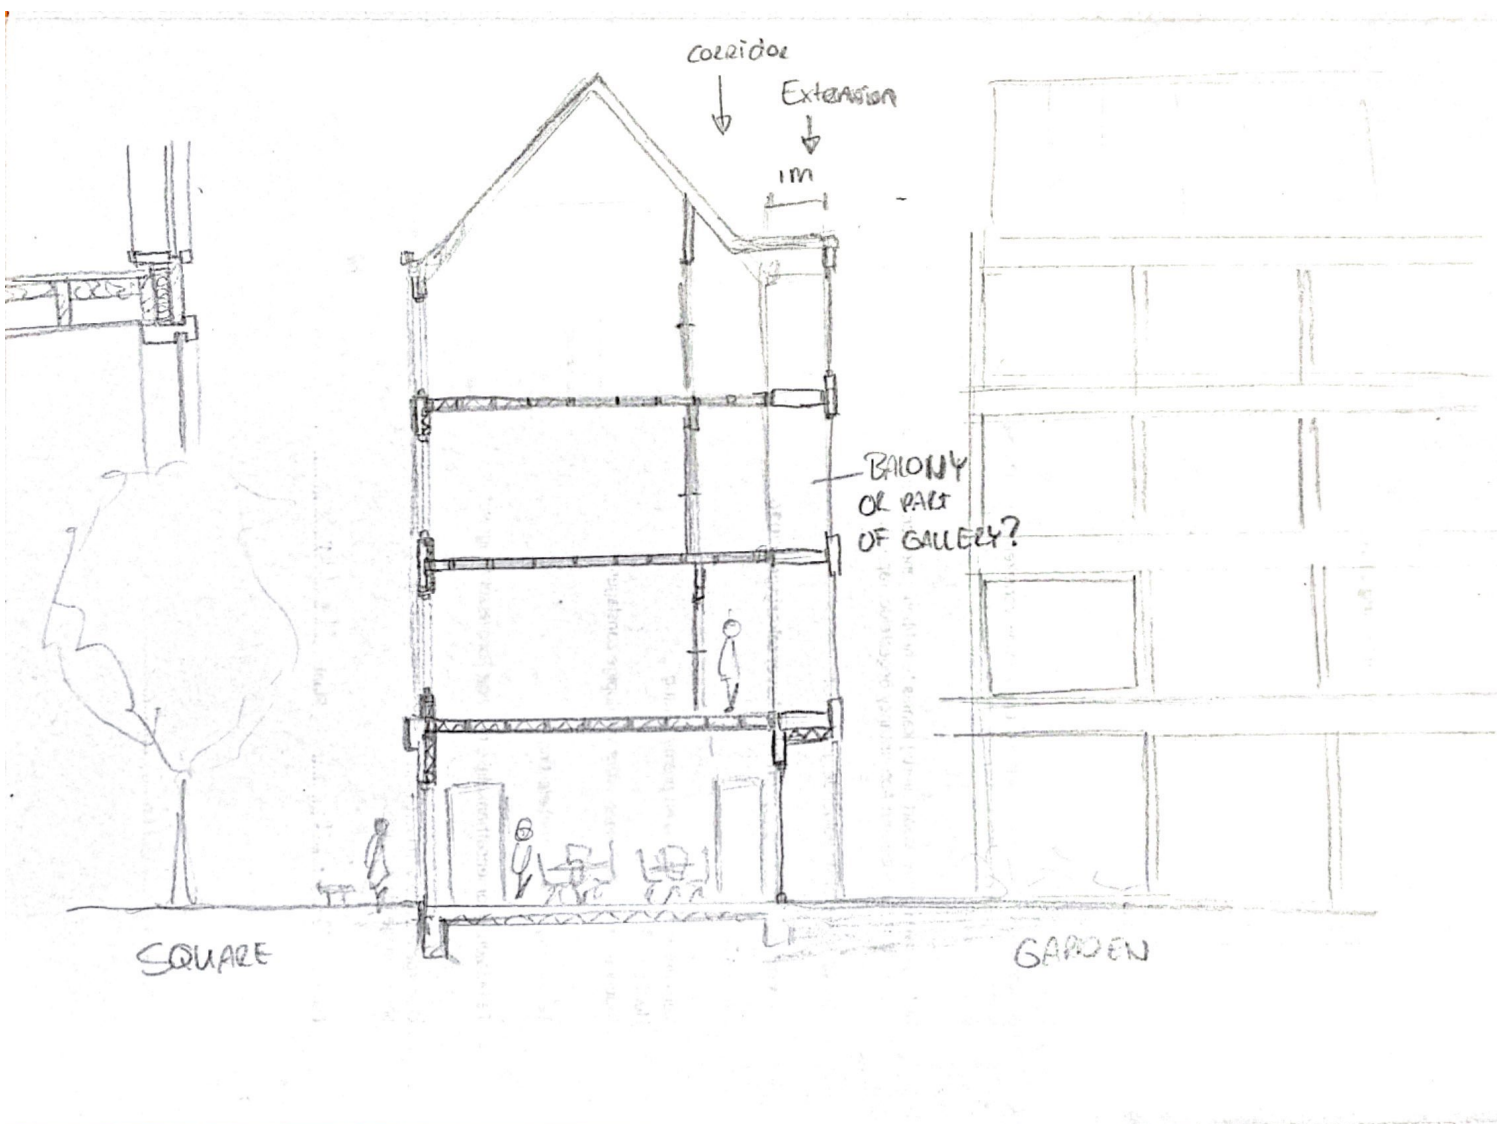 corridor
Extension
1M
BALONY
OR PART
OF GALLERY?
SQUARE
GARDEN